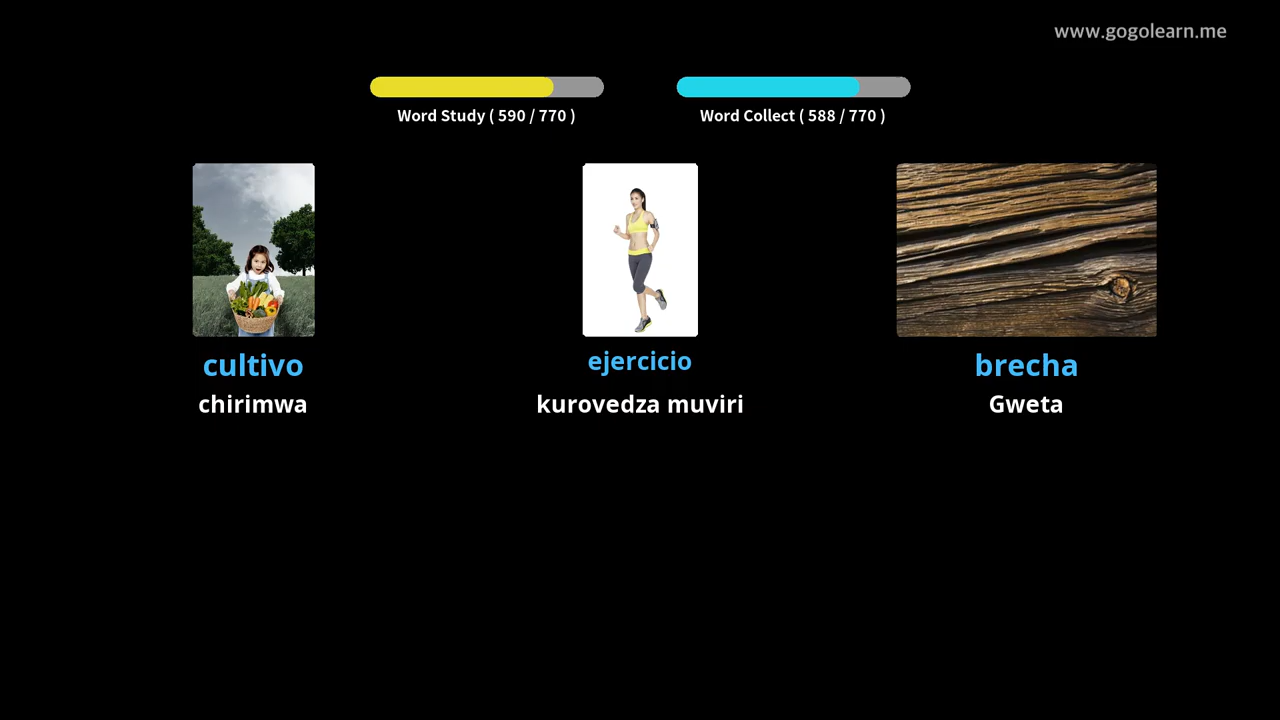 www.gogolearn.me
Word Study ( 590 / 770 )
Word Collect ( 588 / 770 )
cultivo
chirimwa
ejercicio
kurovedza muviri
brecha
Gweta